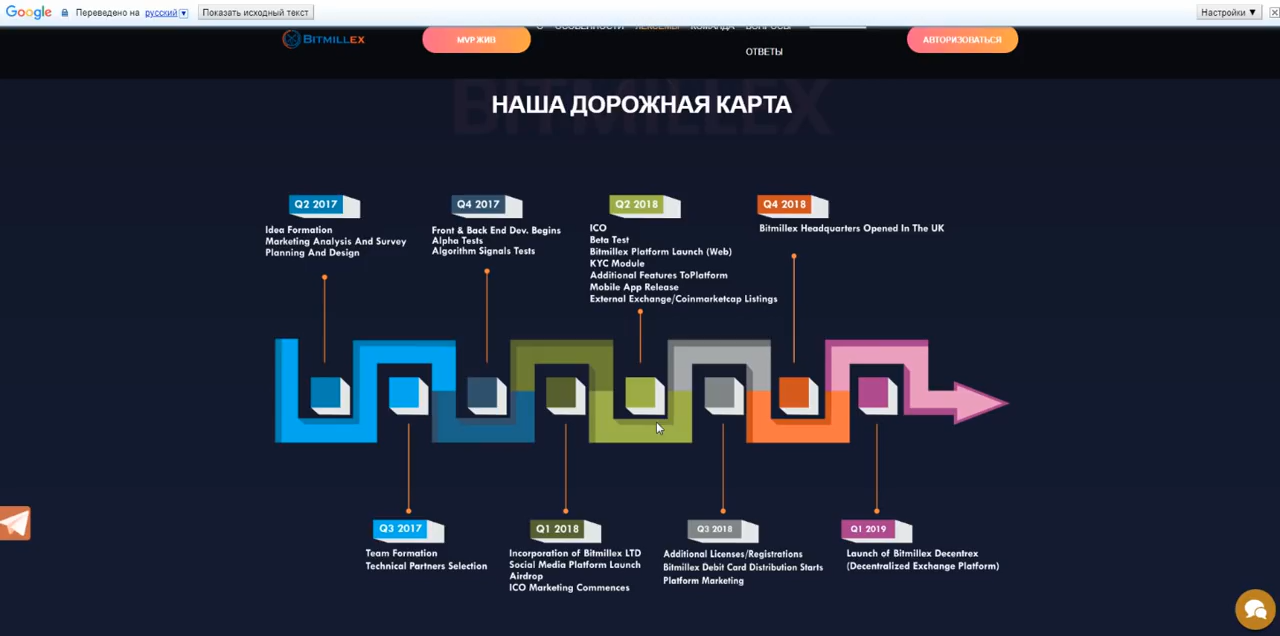 Google Переведено на русский Показать исходный текст Настройки ▼
BITMILLEX
МVP ЖИВ
ОСОБЕННОСТИ ЛЕКСЕМЫ КОМАНДА ВОПРОСЫ
ОТВЕТЫ
АВТОРИЗОВАТЬСЯ
BITMILLEX
НАША ДОРОЖНАЯ КАРТА
Q2 2017
Idea Formation
Marketing Analysis And Survey
Planning And Design
Q4 2017
Front & Back End Dev. Begins
Alpha Tests
Algorithm Signals Tests
Q2 2018
ICO
Beta Test
Bitmillex Platform Launch (Web)
KYC Module
Additional Features ToPlatform
Mobile App Release
External Exchange/Coinmarketcap Listings
Q4 2018
Bitmillex Headquarters Opened In The UK
Q3 2017
Team Formation
Technical Partners Selection
Q1 2018
Incorporation of Bitmillex LTD
Social Media Platform Launch
Airdrop
ICO Marketing Commences
Q3 2018
Additional Licenses/Registrations
Bitmillex Debit Card Distribution Starts
Platform Marketing
Q1 2019
Launch of Bitmillex Decentrex
(Decentralized Exchange Platform)